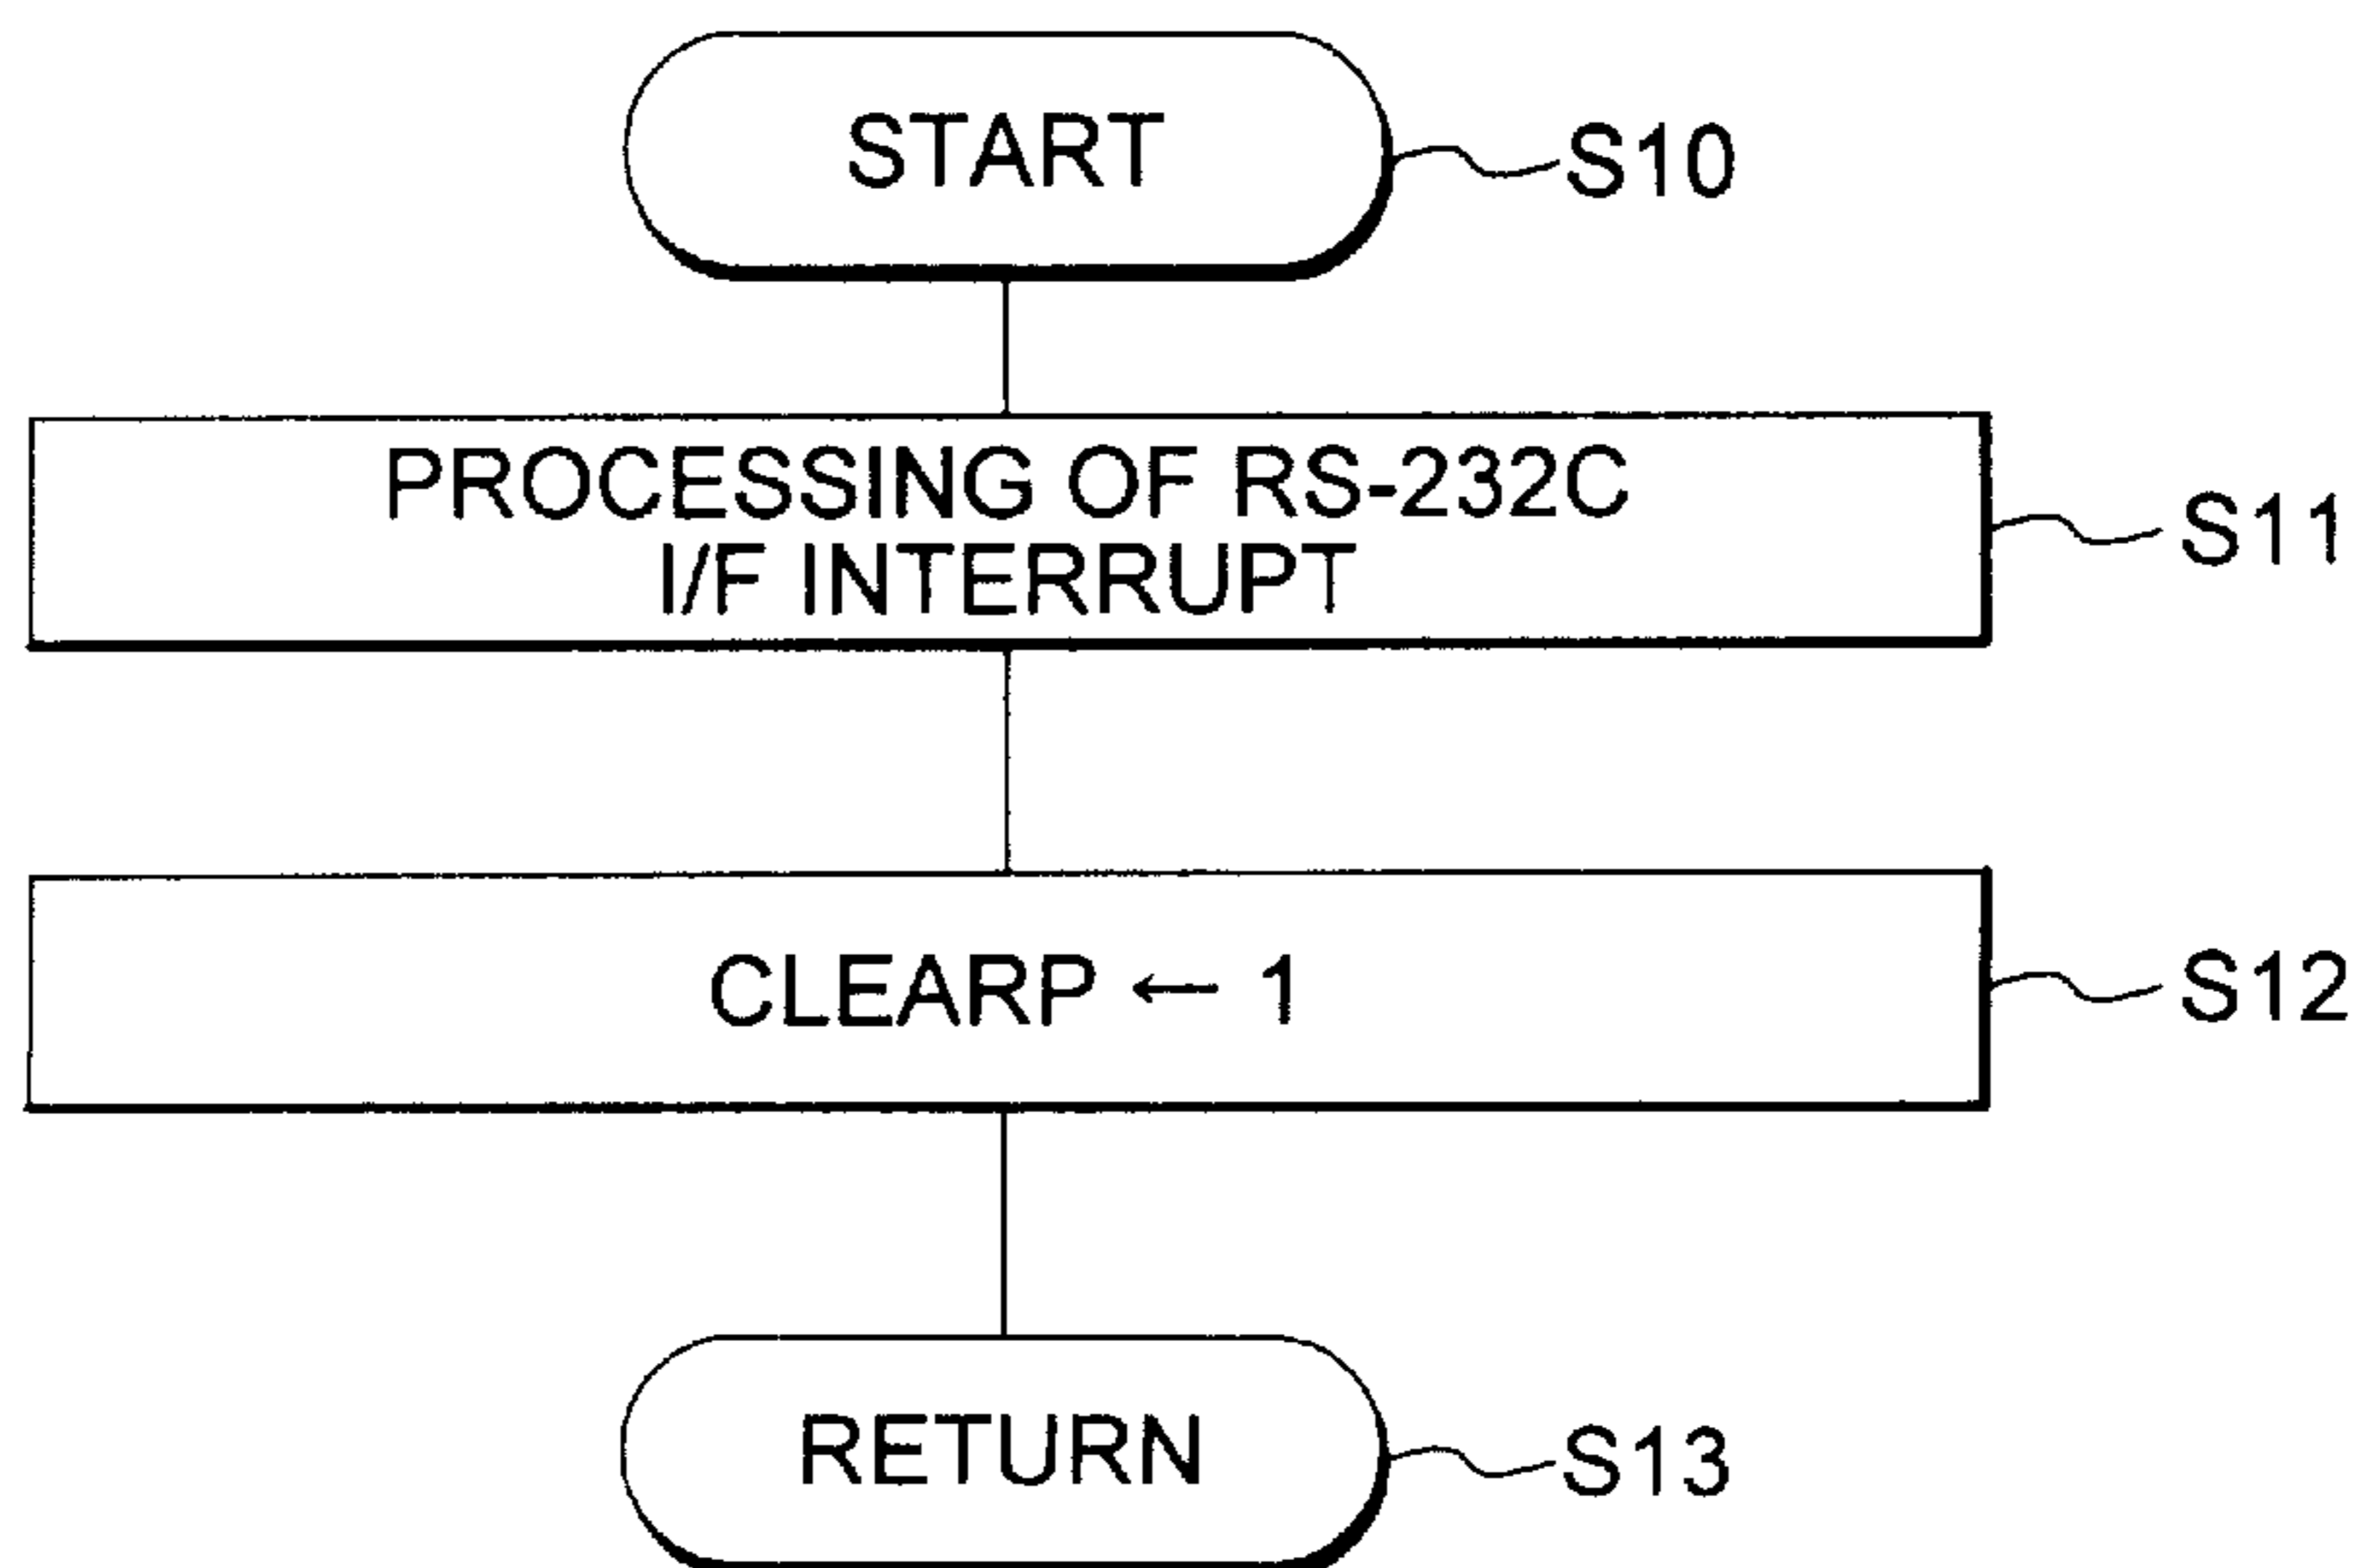 START
S10
PROCESSING OF RS-232C
I/F INTERRUPT
S11
CLEARP ← 1
S12
RETURN
S13